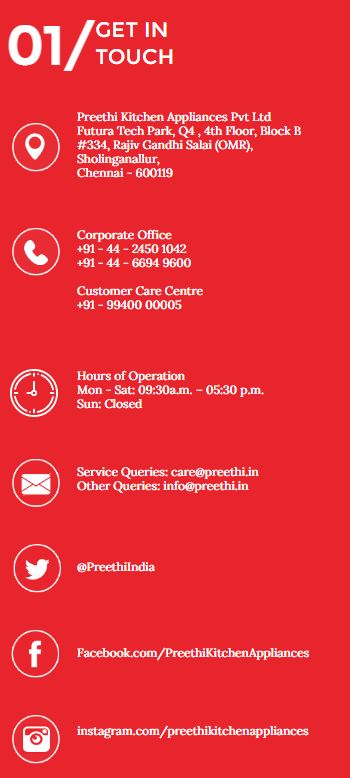 01/ GET IN
TOUCH
Preethi Kitchen Appliances Pvt Ltd
Futura Tech Park, Q4 , 4th Floor, Block B
#334, Rajiv Gandhi Salai (OMR),
Sholinganallur,
Chennai - 600119
Corporate Office
+91 - 44 - 2450 1042
+91 - 44 - 6694 9600
Customer Care Centre
+91 - 99400 00005
Hours of Operation
Mon - Sat: 09:30a.m. – 05:30 p.m.
Sun: Closed
Service Queries: care@preethi.in
Other Queries: info@preethi.in
@PreethiIndia
Facebook.com/PreethiKitchenAppliances
instagram.com/preethikitchenappliances